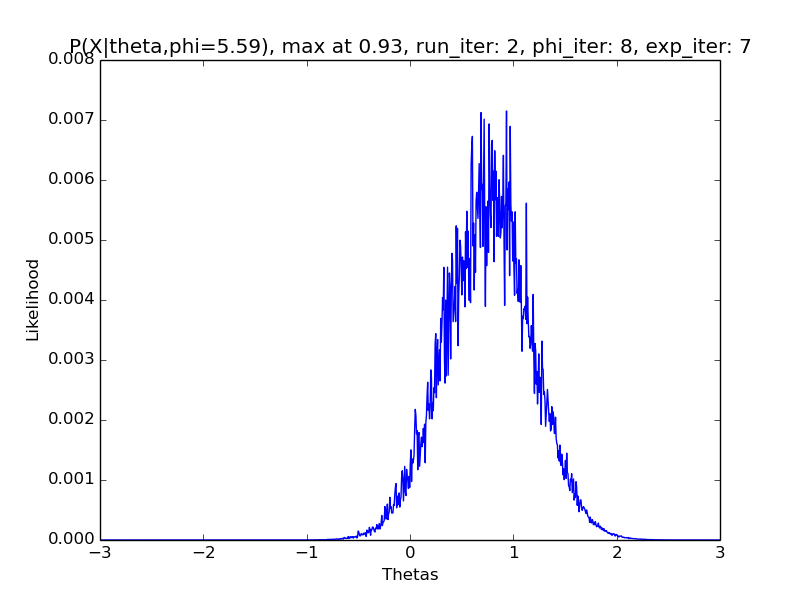 P(X|theta,phi=5.59), max at 0.93, run_iter: 2, phi_iter: 8, exp_iter: 7
0.008
0.007
0.006
0.005
0.004
0.003
0.002
0.001
0.000
Likelihood
−3 −2 −1 0 1 2 3
Thetas